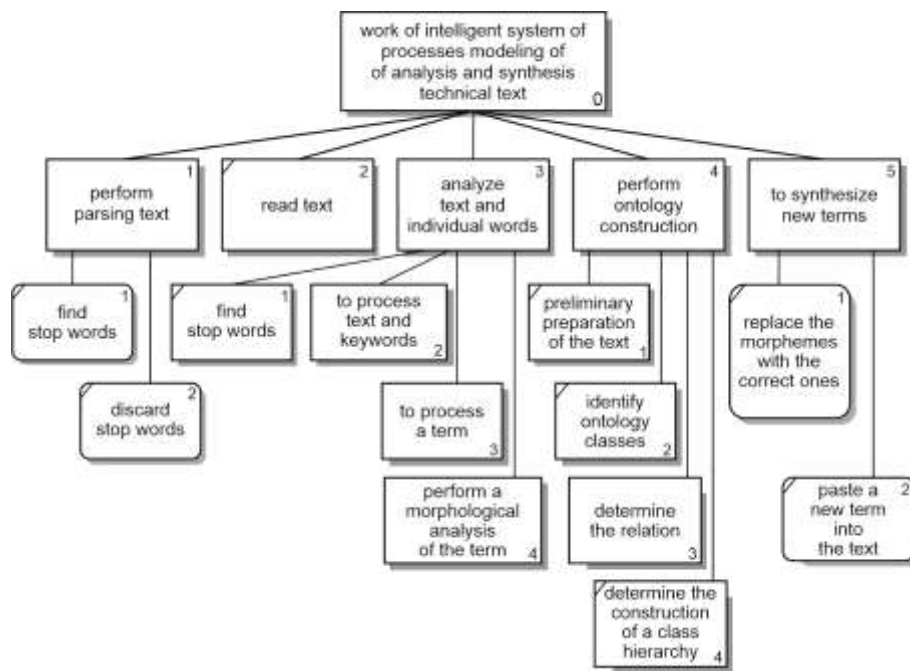 work of intelligent system of
processes modeling of
of analysis and synthesis
technical text
0
1
perform
parsing text
2
read text
3
analyze
text and
individual words
4
perform
ontology
construction
5
to synthesize
new terms
1
find
stop words
2
discard
stop words
1
find
stop words
to process
text and
keywords
2
to process
a term
3
perform a
morphological
analysis
of the term
4
preliminary
preparation
of the text
1
identify
ontology
classes
2
determine
the relation
3
determine the
construction
of a class
hierarchy
4
1
replace the
morphemes
with the
correct ones
2
paste a
new term
into
the text